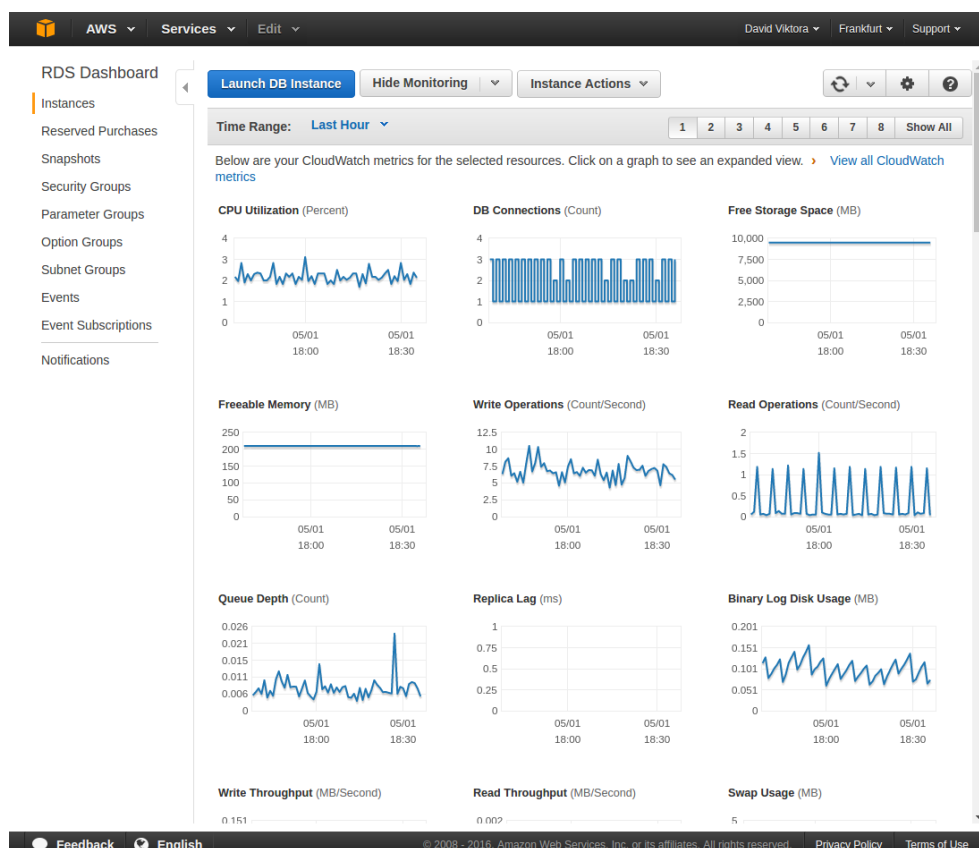 AWS Services Edit David Viktora Frankfurt Support
RDS Dashboard
Instances
Reserved Purchases
Snapshots
Security Groups
Parameter Groups
Option Groups
Subnet Groups
Events
Event Subscriptions
Notifications
Launch DB Instance Hide Monitoring Instance Actions
Time Range: Last Hour 1 2 3 4 5 6 7 8 Show All
Below are your CloudWatch metrics for the selected resources. Click on a graph to see an expanded view. › View all CloudWatch
metrics
CPU Utilization (Percent)
4
3
2
1
0
05/01 05/01
18:00 18:30
DB Connections (Count)
4
3
2
1
0
05/01 05/01
18:00 18:30
Free Storage Space (MB)
10,000
7,500
5,000
2,500
0
05/01 05/01
18:00 18:30
Freeable Memory (MB)
250
200
150
100
50
0
05/01 05/01
18:00 18:30
Write Operations (Count/Second)
12.5
10
7.5
5
2.5
0
05/01 05/01
18:00 18:30
Read Operations (Count/Second)
2
1.5
1
0.5
0
05/01 05/01
18:00 18:30
Queue Depth (Count)
0.026
0.021
0.015
0.011
0.006
0
05/01 05/01
18:00 18:30
Replica Lag (ms)
1
0.75
0.5
0.25
0
05/01 05/01
18:00 18:30
Binary Log Disk Usage (MB)
0.201
0.151
0.101
0.051
0
05/01 05/01
18:00 18:30
Write Throughput (MB/Second)
0.151
Read Throughput (MB/Second)
0.002
Swap Usage (MB)
5
Feedback English © 2008 - 2016, Amazon Web Services, Inc. or its affiliates. All rights reserved. Privacy Policy Terms of Use